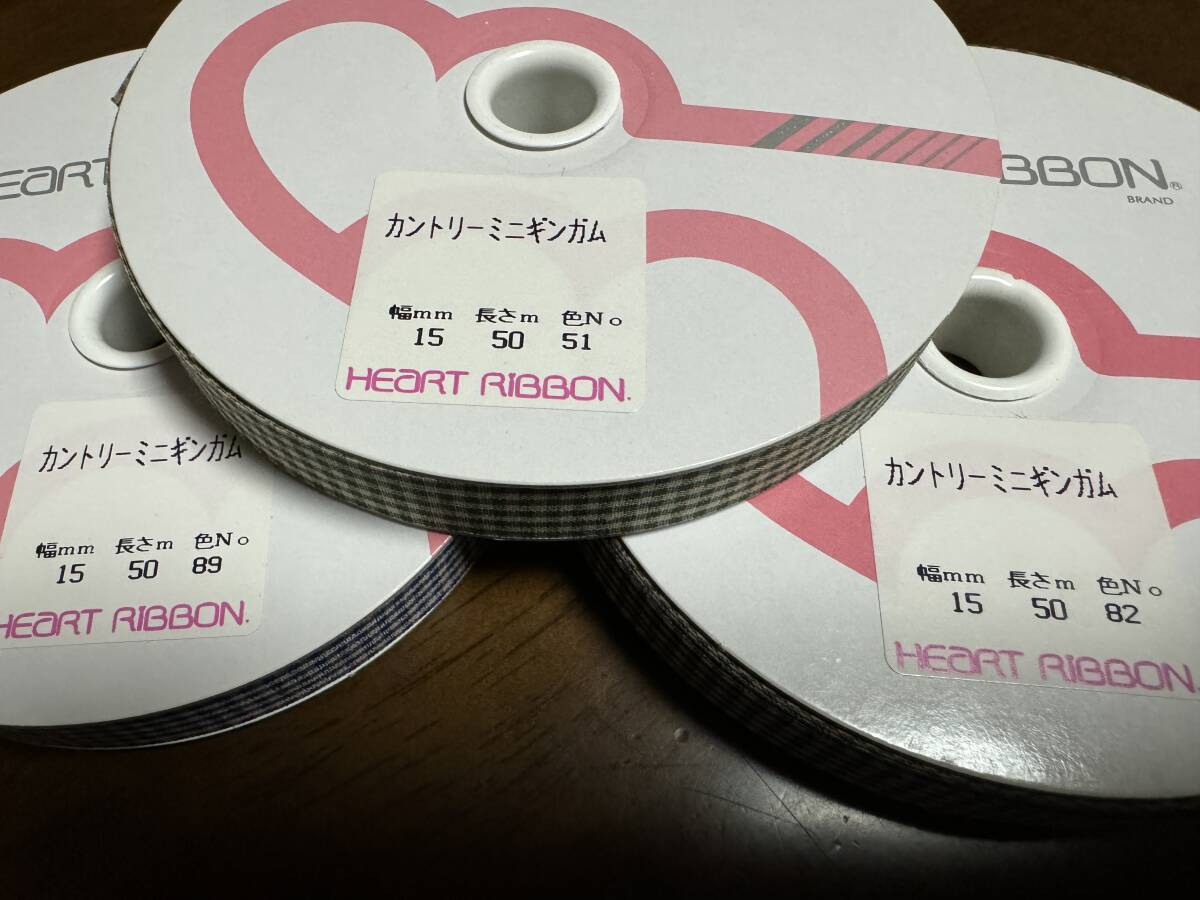 HEART
カントリーミニギンガム
幅mm 長さm 色No
15 50 89
HEART RIBBON.
カントリーミニギンガム
幅mm 長さm 色No
15 50 51
HEART RIBBON.
RIBBON®
BRAND
カントリーミニギンガム
幅mm 長さm 色No
15 50 82
HEART RIBBON.